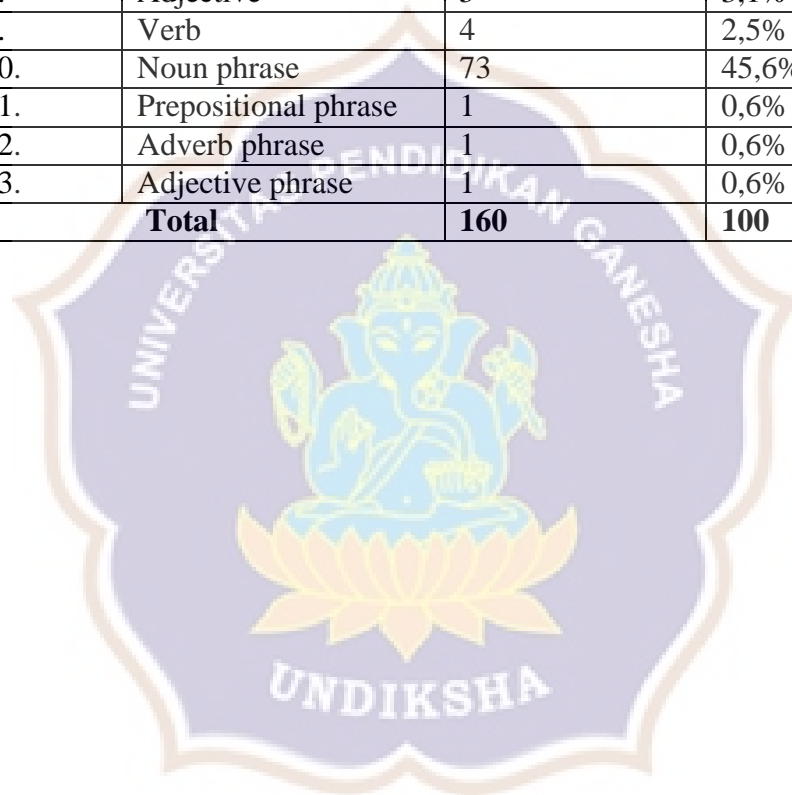 . Verb 4 2,5%
0. Noun phrase 73 45,6%
1. Prepositional phrase 1 0,6%
2. Adverb phrase 1 0,6%
3. Adjective phrase 1 0,6%
Total 160 100
UNIVERSITAS PENDIDIKAN GANESHA
UNDIKSHA